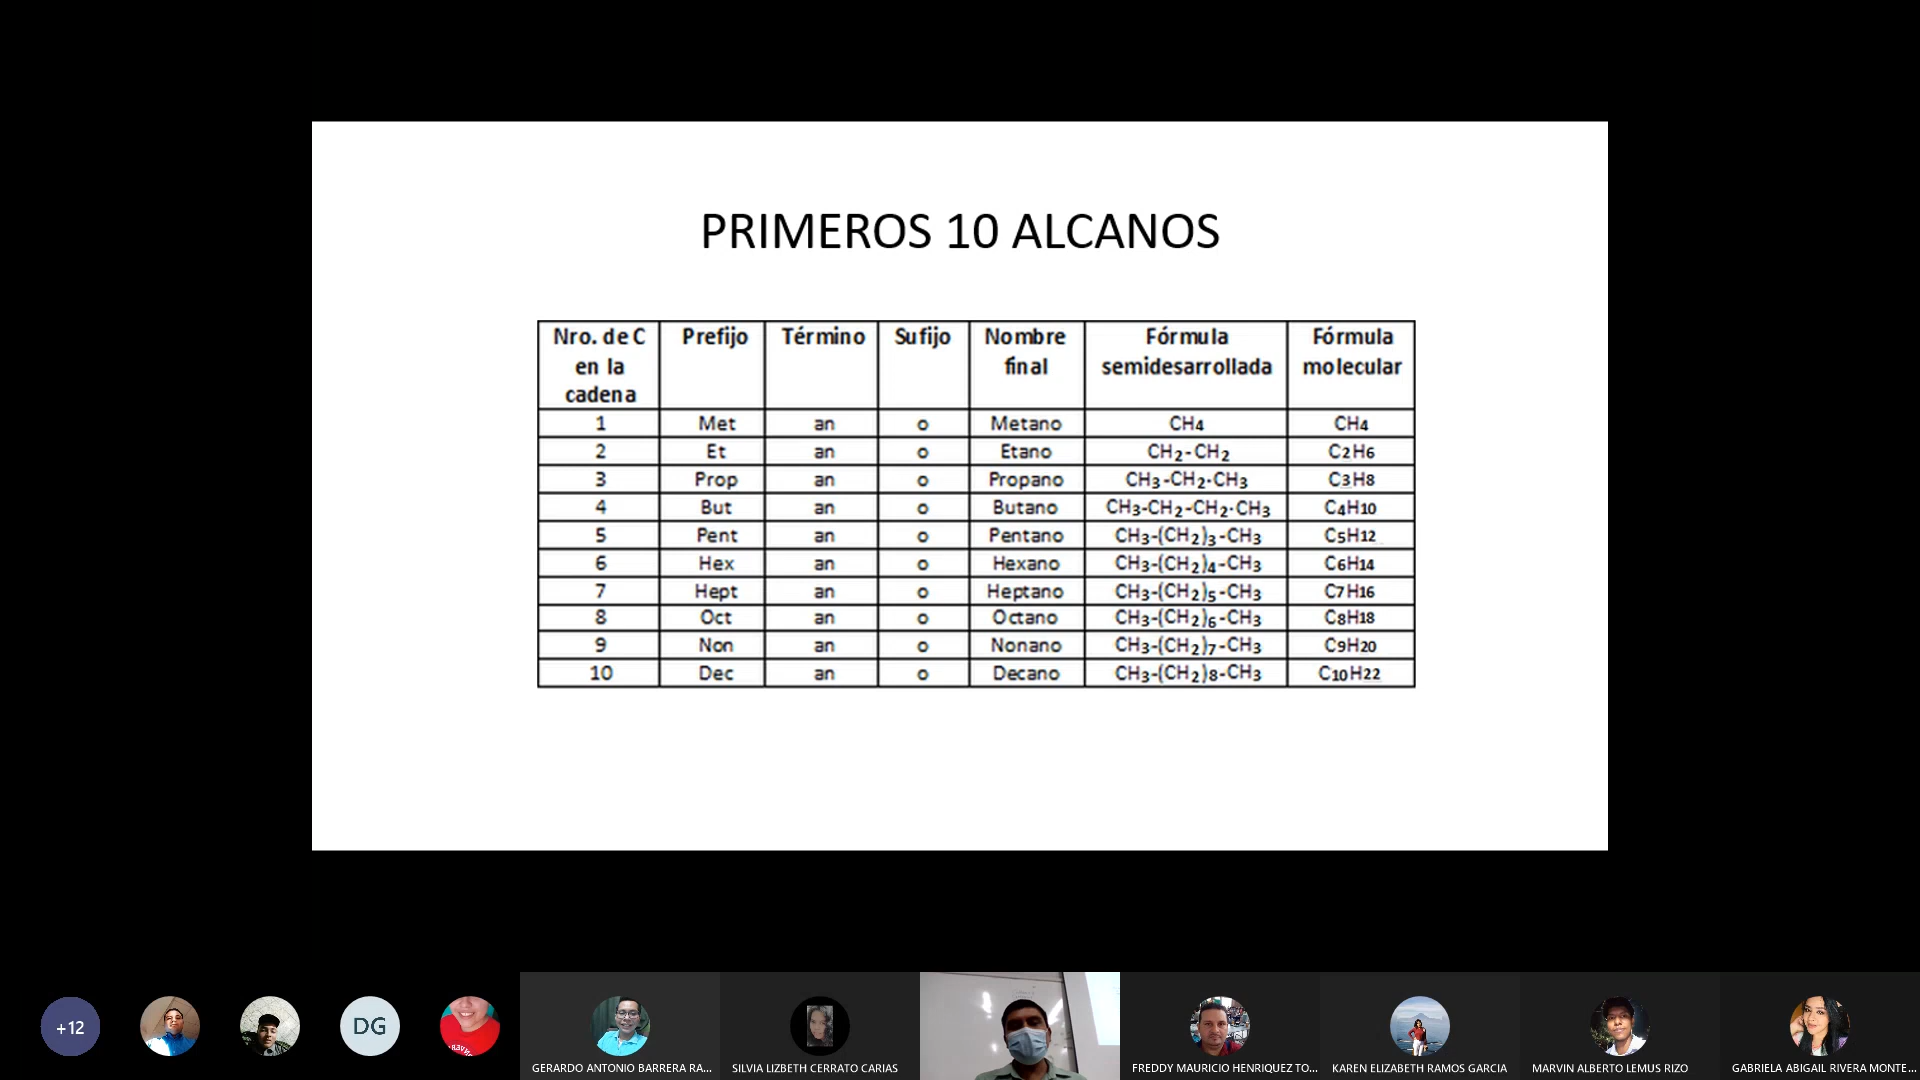 PRIMEROS 10 ALCANOS
Nro. de C en la cadena Prefijo Término Sufijo Nombre final Fórmula semidesarrollada Fórmula molecular
1 Met an o Metano CH4 CH4
2 Et an o Etano CH2-CH2 C2H6
3 Prop an o Propano CH3-CH2-CH3 C3H8
4 But an o Butano CH3-CH2-CH2-CH3 C4H10
5 Pent an o Pentano CH3-(CH2)3-CH3 C5H12
6 Hex an o Hexano CH3-(CH2)4-CH3 C6H14
7 Hept an o Heptano CH3-(CH2)5-CH3 C7H16
8 Oct an o Octano CH3-(CH2)6-CH3 C8H18
9 Non an o Nonano CH3-(CH2)7-CH3 C9H20
10 Dec an o Decano CH3-(CH2)8-CH3 C10H22
+12
DG
GERARDO ANTONIO BARRERA RA...
SILVIA LIZBETH CERRATO CARIAS
FREDDY MAURICIO HENRIQUEZ TO...
KAREN ELIZABETH RAMOS GARCIA
MARVIN ALBERTO LEMUS RIZO
GABRIELA ABIGAIL RIVERA MONTE...